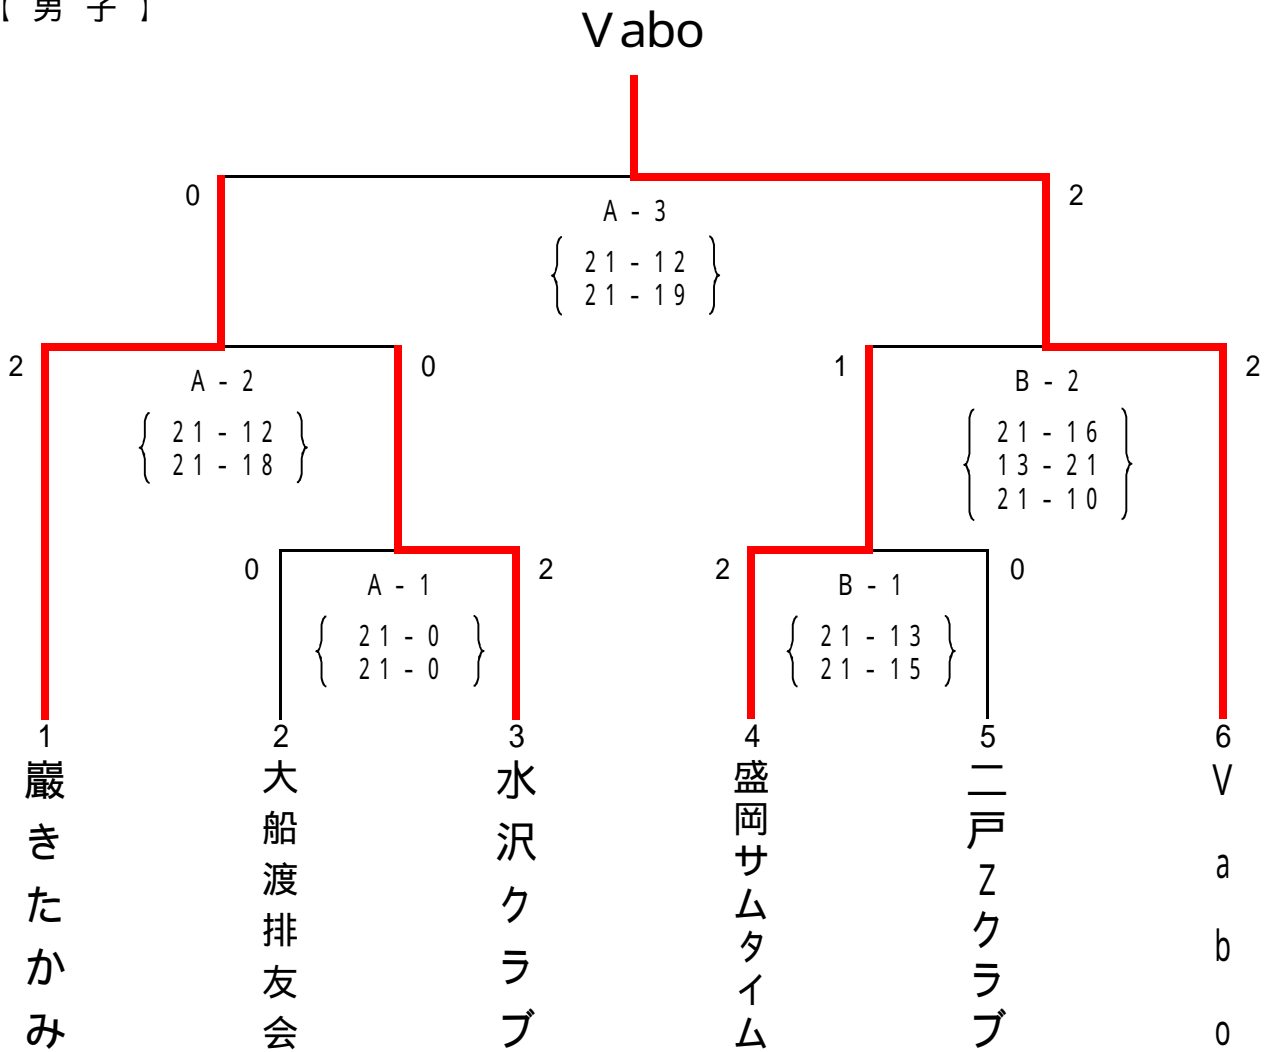 【 男 子 】
Vabo
0
2
A - 3
21 - 12
21 - 19
2
0
1
2
A - 2
21 - 12
21 - 18
B - 2
21 - 16
13 - 21
21 - 10
0
2
2
0
A - 1
21 - 0
21 - 0
B - 1
21 - 13
21 - 15
1
2
3
4
5
6
巖きたかみ
大船渡排友会
水沢クラブ
盛岡サムタイム
二戸Zクラブ
Vabo